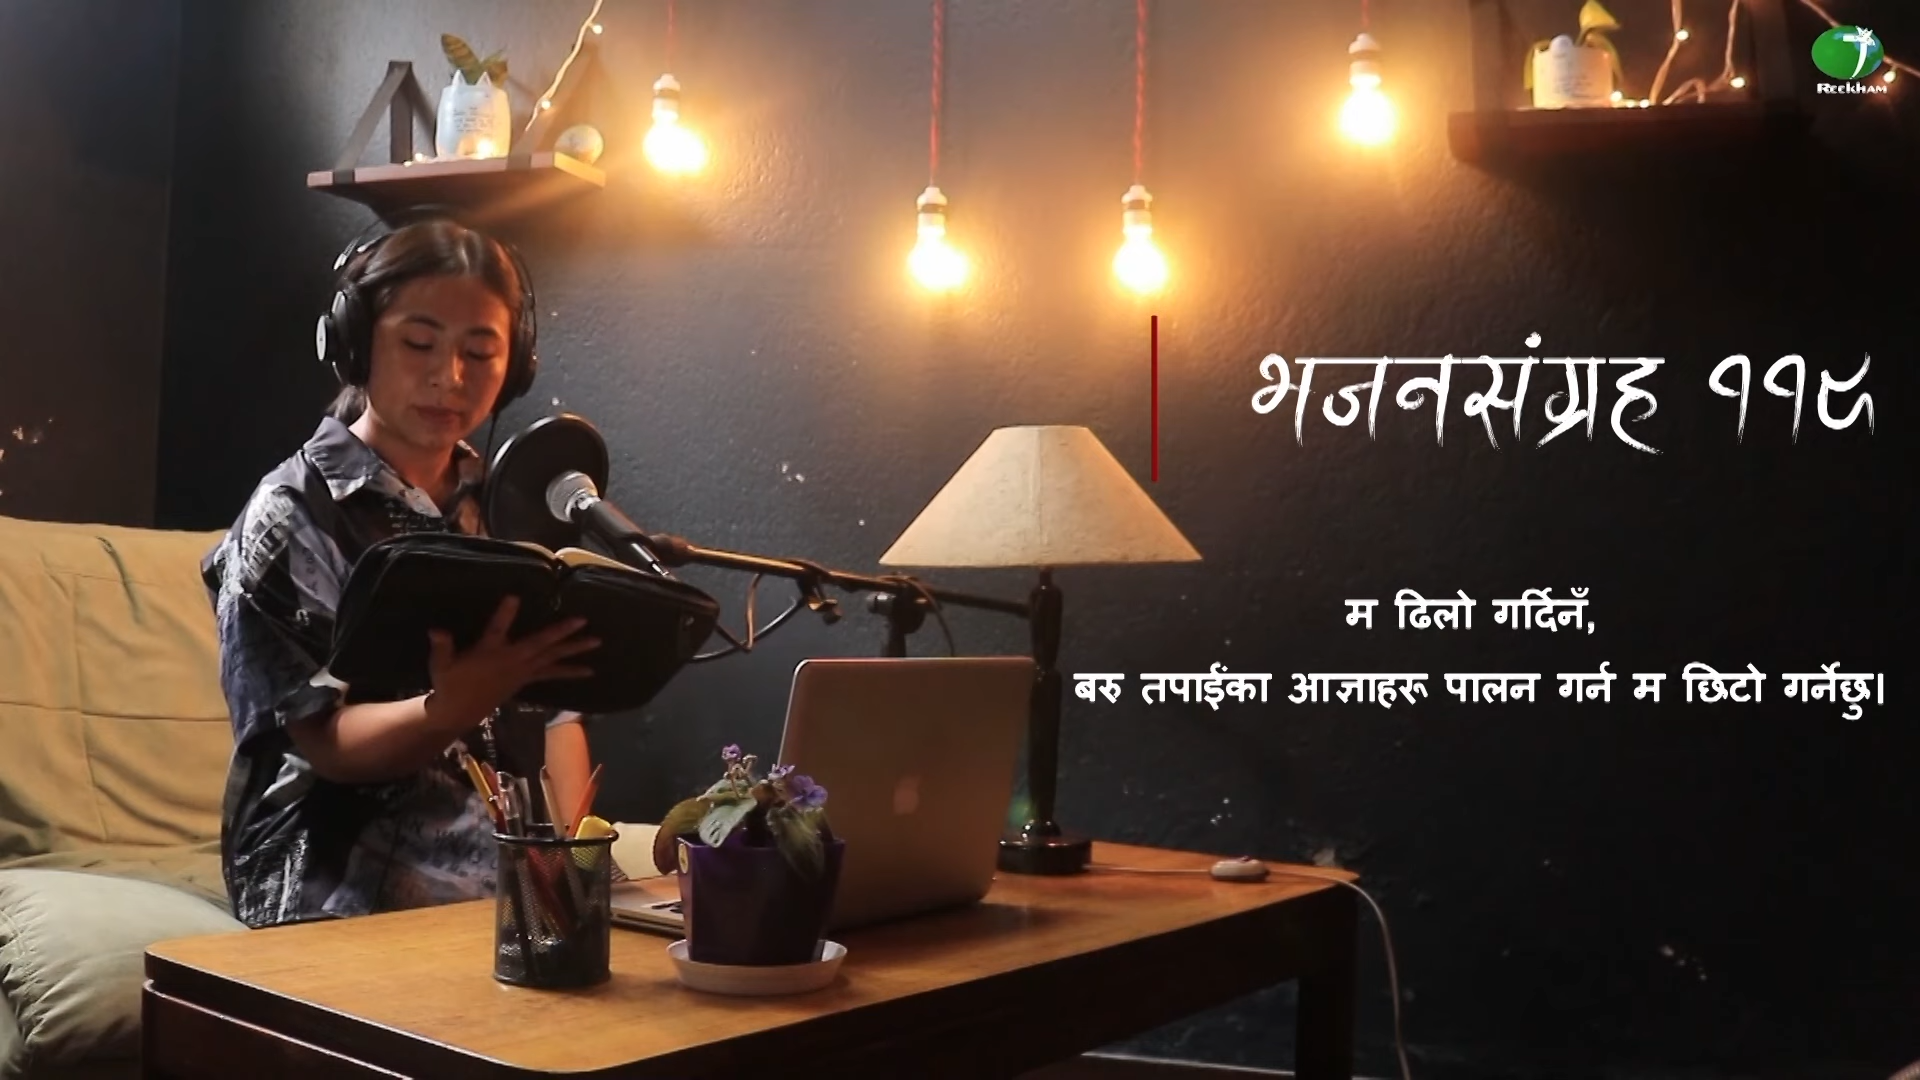 Reekham
भजनसंग्रह ११९
म ढिलो गर्दिनँ,
बरु तपाईंका आज्ञाहरू पालन गर्न म छिटो गर्नेछु।